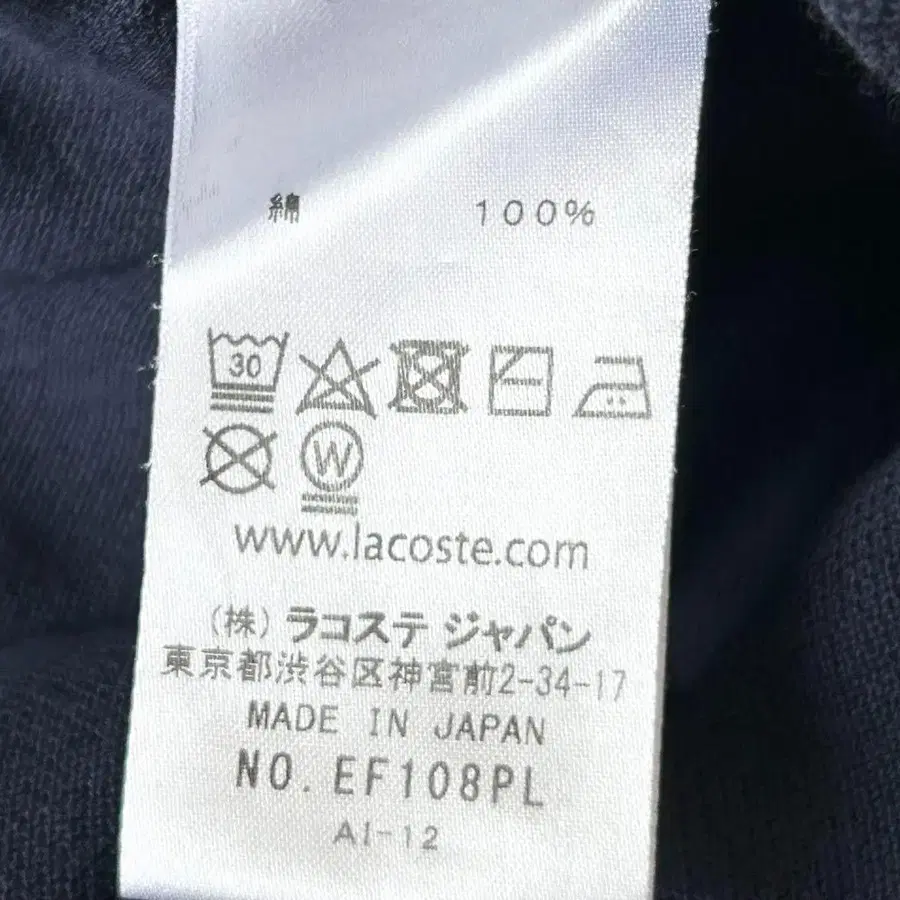 綿 100%
30
W
www.lacoste.com
(株) ラコステ ジャパン
東京都渋谷区神宮前2-34-17
MADE IN JAPAN
NO. EF108PL
AI-12